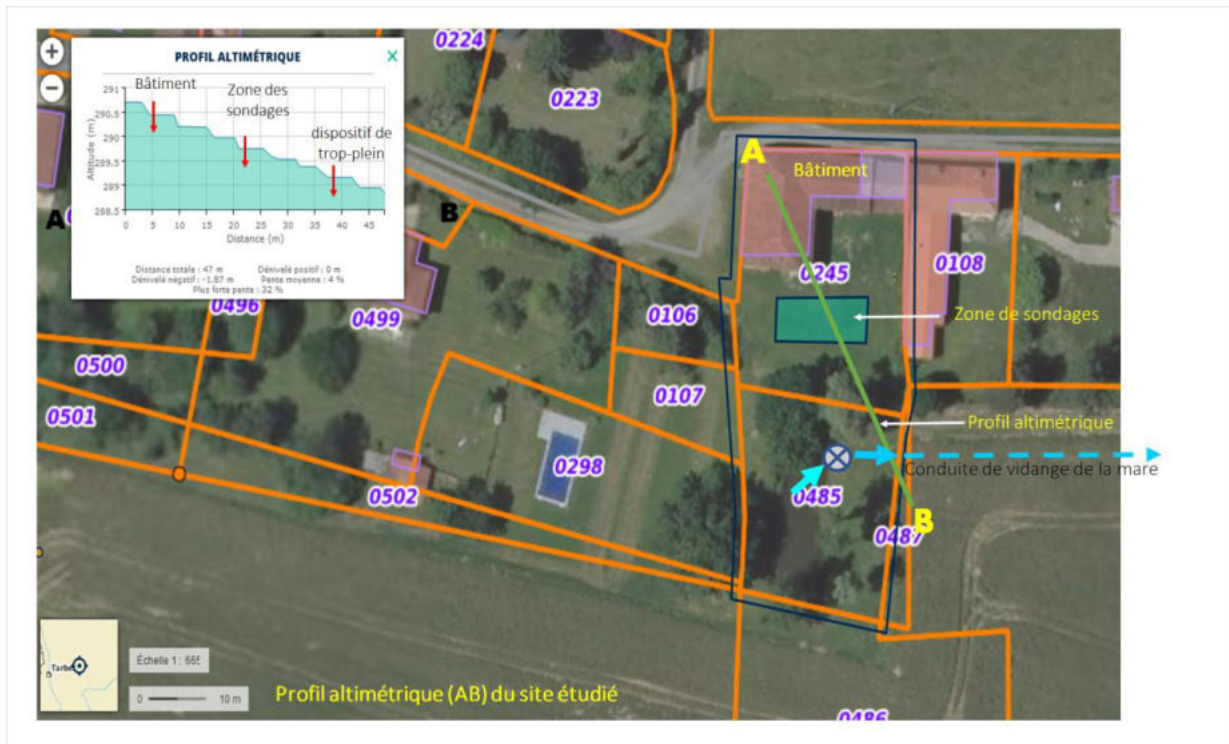 PROFIL ALTIMÉTRIQUE
×
Bâtiment
Zone des
sondages
dispositif de
trop-plein
Altitude (m)
291
290.5
290
289.5
289
288.5
0 5 10 15 20 25 30 35 40 45
Distance (m)
Distance totale : 47 m
Dénivelé positif : 0 m
Dénivelé négatif : -1.87 m
Pente moyenne : 4 %
Plus forte pente : 32 %
+
−
A
B
0224
0223
A
Bâtiment
0245
0108
Zone de sondages
0496
0499
0106
0500
0107
0501
Profil altimétrique
0298
Conduite de vidange de la mare
0502
0485
B
0487
Tarbe
Échelle 1 : 665
0 10 m
Profil altimétrique (AB) du site étudié
0486